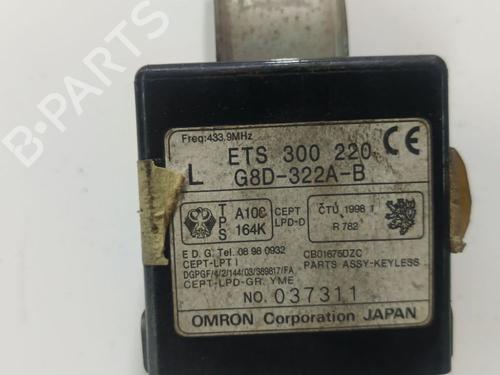 Freq:433.9MHz
ETS 300 220 CE
L G8D-322A-B
T P S A10C 164K
CEPT LPD-D
ČTÚ 1998 1
R 782
E D.G. Tel. 08 98 0932
CEPT-LPT I
CB01675DZC
DGPGF/4/2/144/03/389817/FA
PARTS ASSY-KEYLESS
CEPT-LPD-GR. YME
NO. 037311
OMRON Corporation JAPAN
B-PARTS